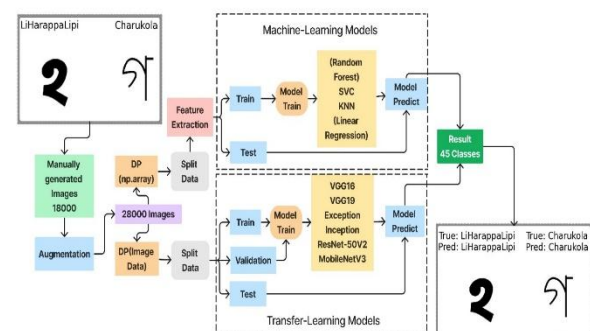 LiHarappaLipi Charukola
২ গ
Manually
generated
Images
18000
Augmentation
DP
(np.array)
28000 Images
DP(Image
Data)
Split
Data
Split
Data
Feature
Extraction
Machine-Learning Models
Train
Model
Train
(Random
Forest)
SVC
KNN
(Linear
Regression)
Model
Predict
Test
Train
Model
Train
VGG16
VGG19
Exception
Inception
ResNet-50V2
MobileNetV3
Model
Predict
Validation
Test
Transfer-Learning Models
Result
45 Classes
True: LiHarappaLipi True: Charukola
Pred: LiHarappaLipi Pred: Charukola
২ গ